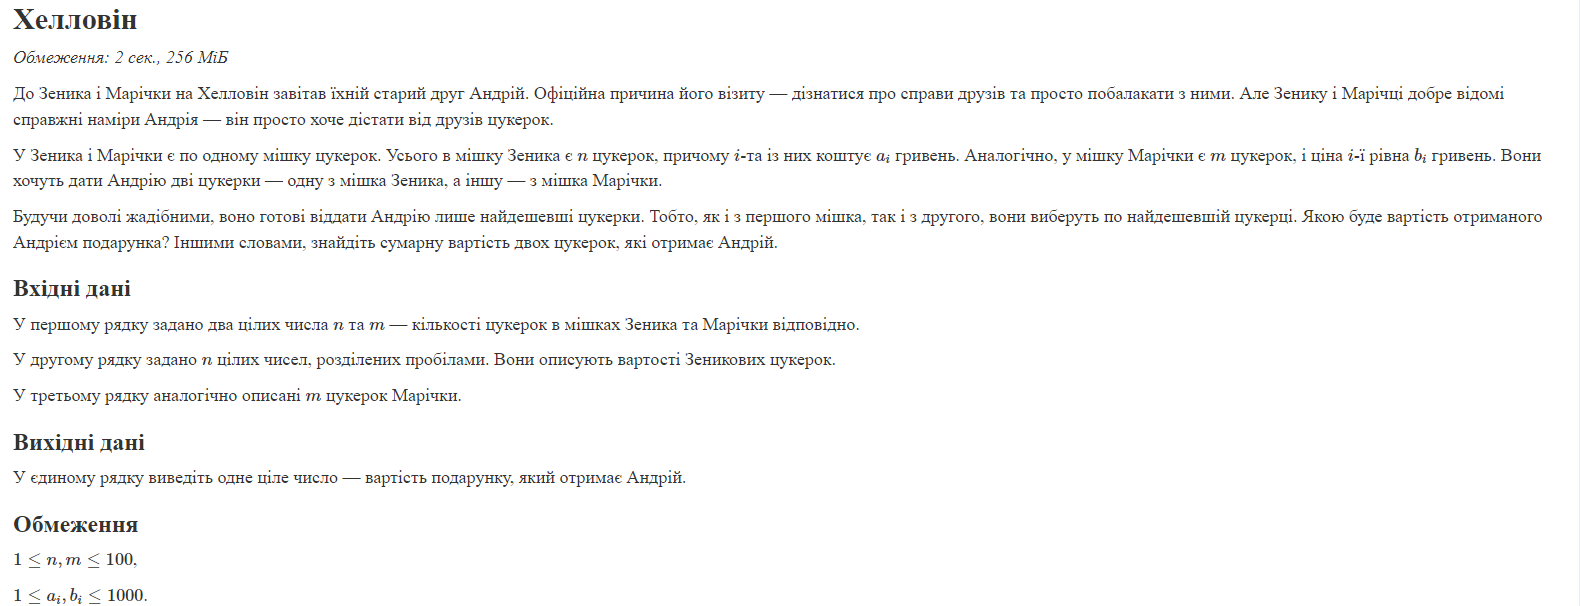 Хелловін
Обмеження: 2 сек., 256 МіБ
До Зеника і Марічки на Хелловін завітав їхній старий друг Андрій. Офіційна причина його візиту — дізнатися про справи друзів та просто побалакати з ними. Але Зенику і Марічці добре відомі
справжні наміри Андрія — він просто хоче дістати від друзів цукерок.
У Зеника і Марічки є по одному мішку цукерок. Усього в мішку Зеника є n цукерок, причому i-та із них коштує aᵢ гривень. Аналогічно, у мішку Марічки є m цукерок, і ціна i-ї рівна bᵢ гривень. Вони
хочуть дати Андрію дві цукерки — одну з мішка Зеника, а іншу — з мішка Марічки.
Будучи доволі жадібними, воно готові віддати Андрію лише найдешевші цукерки. Тобто, як і з першого мішка, так і з другого, вони виберуть по найдешевшій цукерці. Якою буде вартість отриманого
Андрієм подарунка? Іншими словами, знайдіть сумарну вартість двох цукерок, які отримає Андрій.
Вхідні дані
У першому рядку задано два цілих числа n та m — кількості цукерок в мішках Зеника та Марічки відповідно.
У другому рядку задано n цілих чисел, розділених пробілами. Вони описують вартості Зеникових цукерок.
У третьому рядку аналогічно описані m цукерок Марічки.
Вихідні дані
У єдиному рядку виведіть одне ціле число — вартість подарунку, який отримає Андрій.
Обмеження
1 ≤ n, m ≤ 100,
1 ≤ aᵢ, bᵢ ≤ 1000.